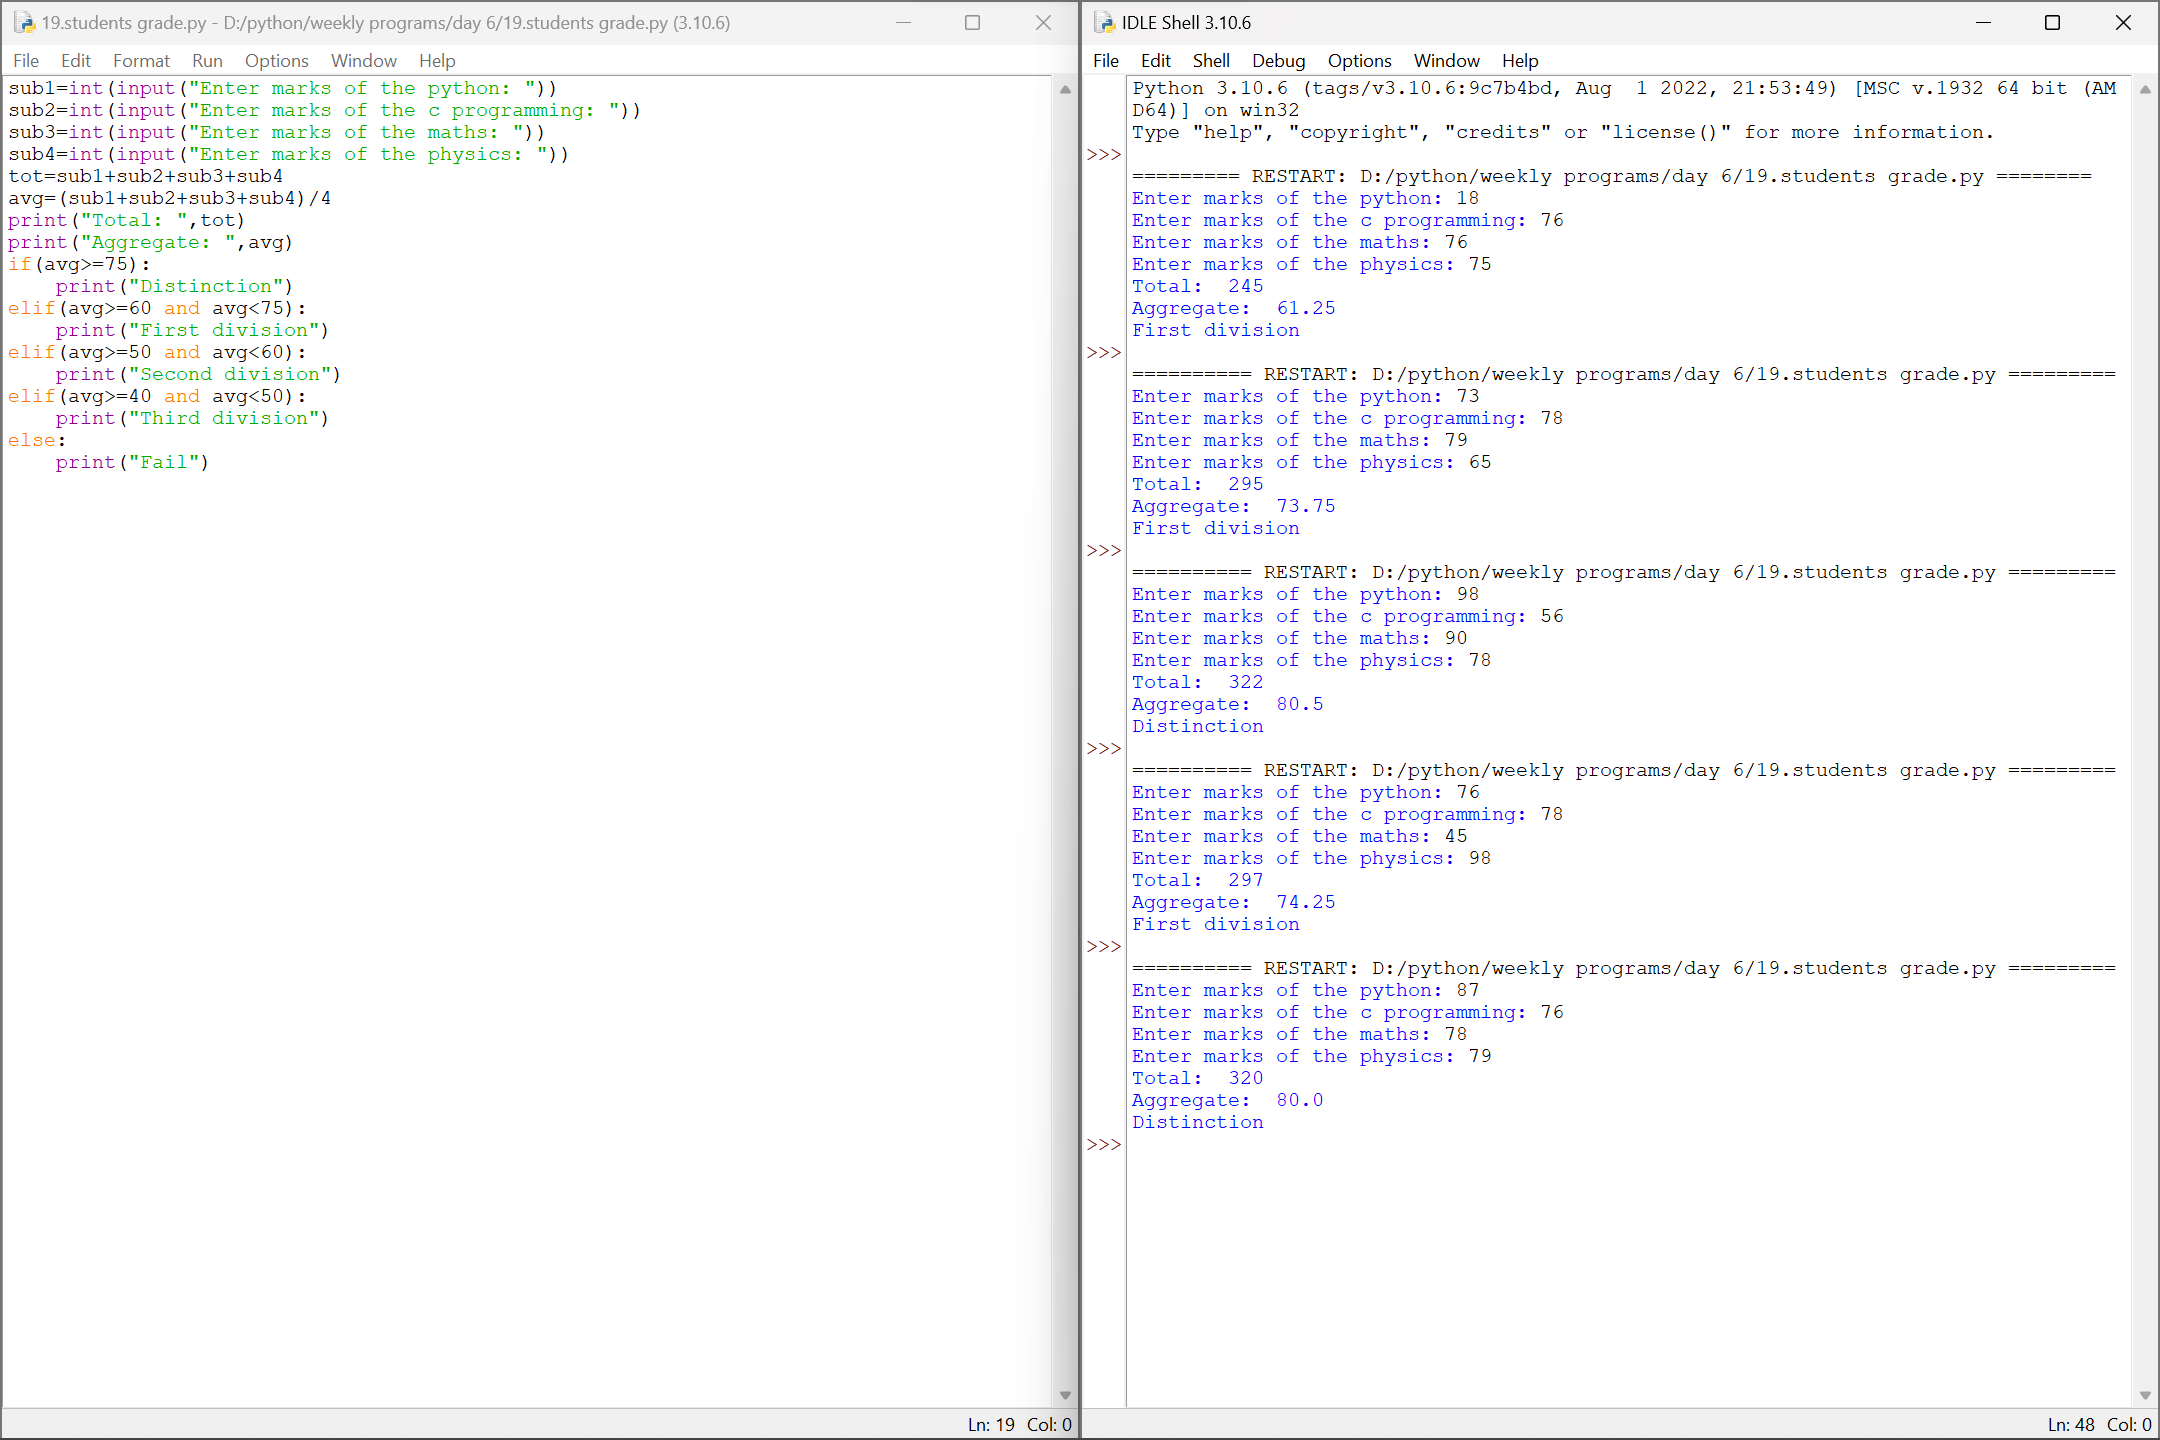 19.students grade.py - D:/python/weekly programs/day 6/19.students grade.py (3.10.6)
File Edit Format Run Options Window Help
sub1=int(input("Enter marks of the python: "))
sub2=int(input("Enter marks of the c programming: "))
sub3=int(input("Enter marks of the maths: "))
sub4=int(input("Enter marks of the physics: "))
tot=sub1+sub2+sub3+sub4
avg=(sub1+sub2+sub3+sub4)/4
print("Total: ",tot)
print("Aggregate: ",avg)
if(avg>=75):
    print("Distinction")
elif(avg>=60 and avg<75):
    print("First division")
elif(avg>=50 and avg<60):
    print("Second division")
elif(avg>=40 and avg<50):
    print("Third division")
else:
    print("Fail")
Ln: 19 Col: 0
IDLE Shell 3.10.6
File Edit Shell Debug Options Window Help
Python 3.10.6 (tags/v3.10.6:9c7b4bd, Aug  1 2022, 21:53:49) [MSC v.1932 64 bit (AM
D64)] on win32
Type "help", "copyright", "credits" or "license()" for more information.
>>>
========= RESTART: D:/python/weekly programs/day 6/19.students grade.py ========
Enter marks of the python: 18
Enter marks of the c programming: 76
Enter marks of the maths: 76
Enter marks of the physics: 75
Total:  245
Aggregate:  61.25
First division
>>>
========== RESTART: D:/python/weekly programs/day 6/19.students grade.py =========
Enter marks of the python: 73
Enter marks of the c programming: 78
Enter marks of the maths: 79
Enter marks of the physics: 65
Total:  295
Aggregate:  73.75
First division
>>>
========== RESTART: D:/python/weekly programs/day 6/19.students grade.py =========
Enter marks of the python: 98
Enter marks of the c programming: 56
Enter marks of the maths: 90
Enter marks of the physics: 78
Total:  322
Aggregate:  80.5
Distinction
>>>
========== RESTART: D:/python/weekly programs/day 6/19.students grade.py =========
Enter marks of the python: 76
Enter marks of the c programming: 78
Enter marks of the maths: 45
Enter marks of the physics: 98
Total:  297
Aggregate:  74.25
First division
>>>
========== RESTART: D:/python/weekly programs/day 6/19.students grade.py =========
Enter marks of the python: 87
Enter marks of the c programming: 76
Enter marks of the maths: 78
Enter marks of the physics: 79
Total:  320
Aggregate:  80.0
Distinction
>>>
Ln: 48 Col: 0